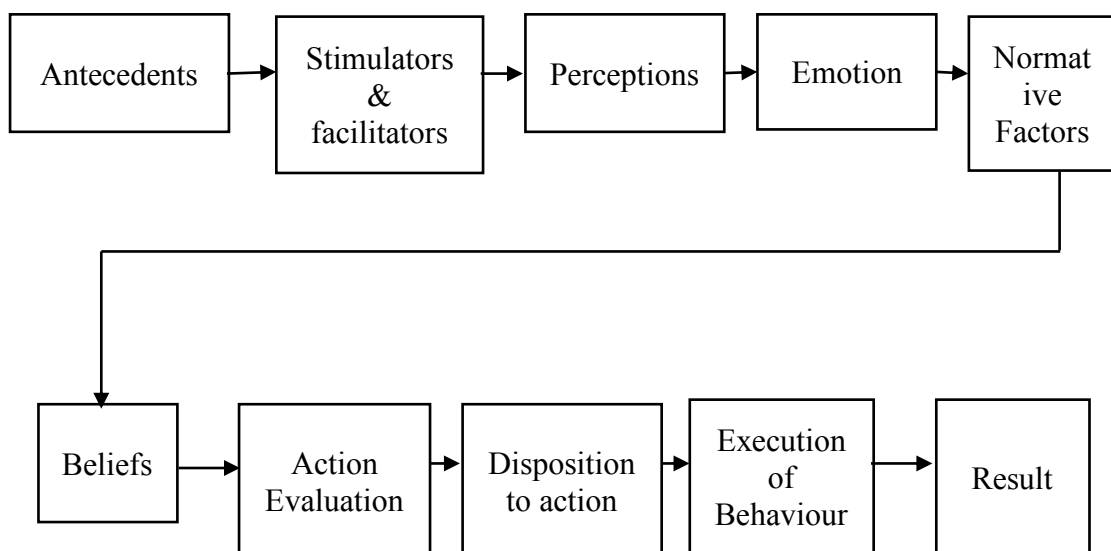 Antecedents
Stimulators
&
facilitators
Perceptions
Emotion
Normat
ive
Factors
Beliefs
Action
Evaluation
Disposition
to action
Execution
of
Behaviour
Result